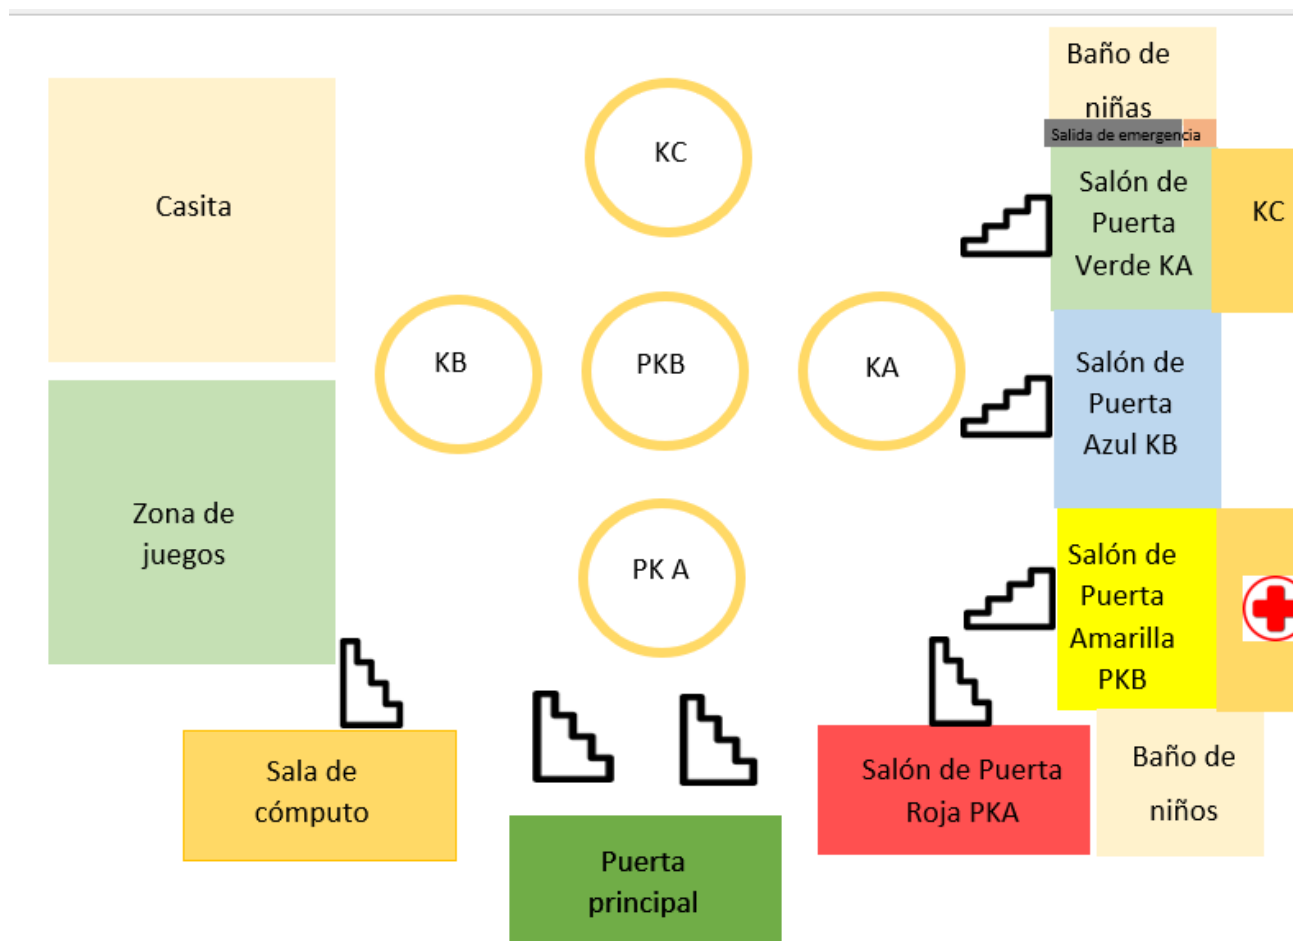 Baño de
niñas
Salida de emergencia
Casita
KC
Salón de
Puerta
Verde KA
KC
KB
PKB
KA
Salón de
Puerta
Azul KB
Zona de
juegos
PK A
Salón de
Puerta
Amarilla
PKB
Sala de
cómputo
Salón de Puerta
Roja PKA
Baño de
niños
Puerta
principal